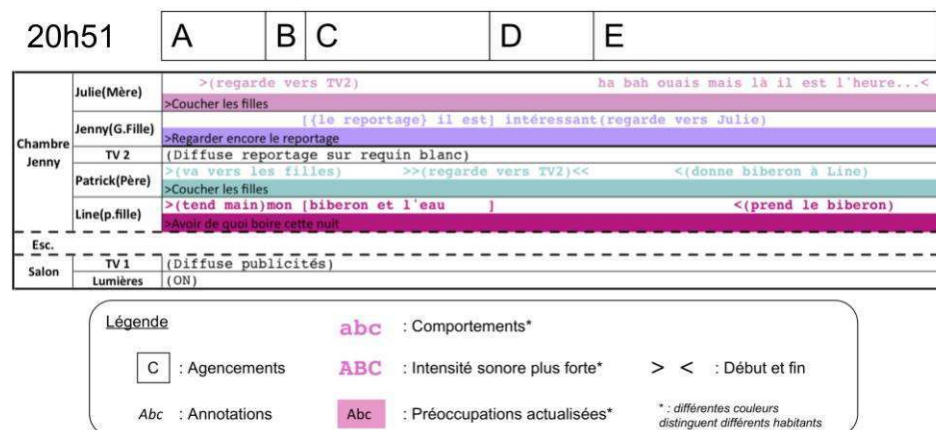 20h51 A B C D E
Julie(Mère) >(regarde vers TV2) ha bah ouais mais là il est l'heure...<
>Coucher les filles
Jenny(G.Fille) [{le reportage} il est] intéressant(regarde vers Julie)
>Regarder encore le reportage
Chambre Jenny
TV 2 (Diffuse reportage sur requin blanc)
Patrick(Père) >(va vers les filles) >>(regarde vers TV2)<< <(donne biberon à Line)
>Coucher les filles
Line(p.fille) >(tend main)mon [biberon et l'eau ] <(prend le biberon)
>Avoir de quoi boire cette nuit
Esc.
Salon TV 1 (Diffuse publicités)
Lumières (ON)
Légende
abc : Comportements*
C : Agencements ABC : Intensité sonore plus forte* > < : Début et fin
Abc : Annotations Abc : Préoccupations actualisées* * : différentes couleurs
distinguent différents habitants